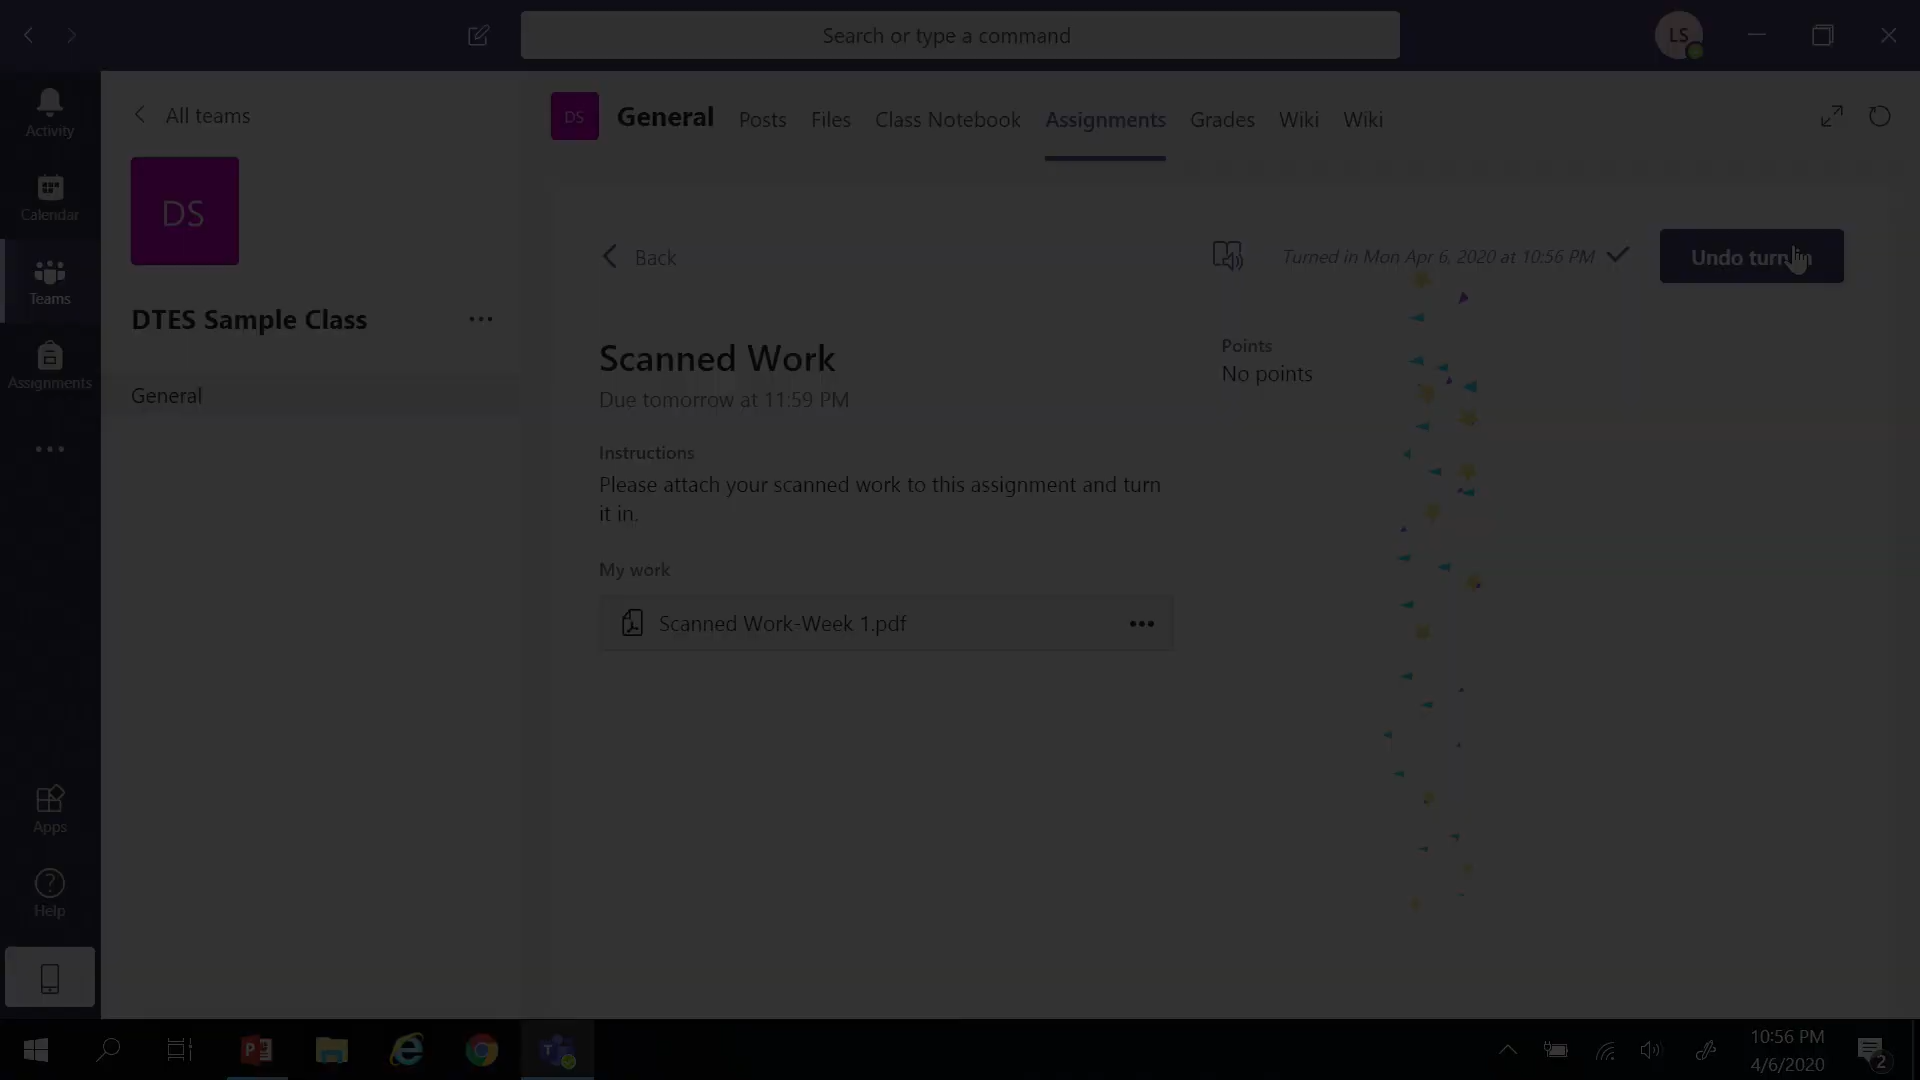 Search or type a command
LS
Activity
Calendar
Teams
Assignments
Apps
Help
All teams
DS
DTES Sample Class
General
DS
General
Posts
Files
Class Notebook
Assignments
Grades
Wiki
Wiki
Back
Turned in Mon Apr 6, 2020 at 10:56 PM
Undo turn in
Scanned Work
Due tomorrow at 11:59 PM
Points
No points
Instructions
Please attach your scanned work to this assignment and turn
it in.
My work
Scanned Work-Week 1.pdf
10:56 PM
4/6/2020
2